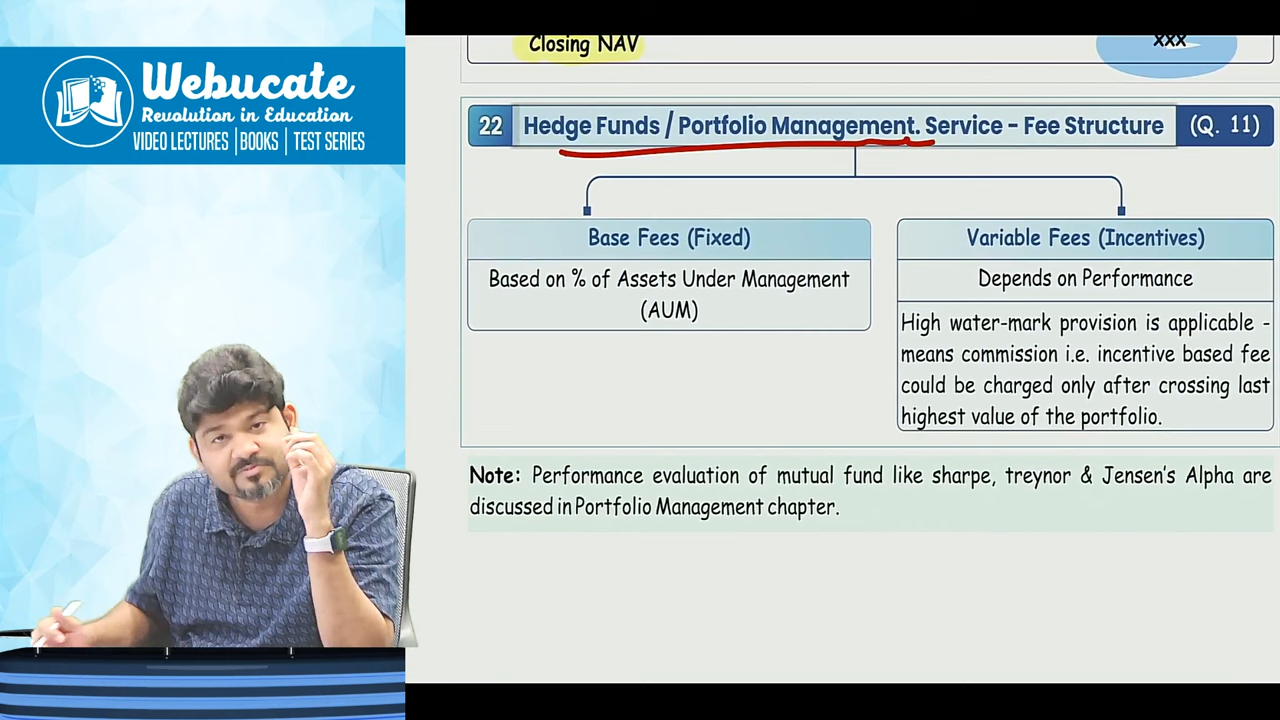 Webucate
Revolution in Education
VIDEO LECTURES | BOOKS | TEST SERIES
Closing NAV xxx
22 Hedge Funds / Portfolio Management. Service - Fee Structure (Q. 11)
Base Fees (Fixed)
Based on % of Assets Under Management
(AUM)
Variable Fees (Incentives)
Depends on Performance
High water-mark provision is applicable -
means commission i.e. incentive based fee
could be charged only after crossing last
highest value of the portfolio.
Note: Performance evaluation of mutual fund like sharpe, treynor & Jensen's Alpha are
discussed in Portfolio Management chapter.